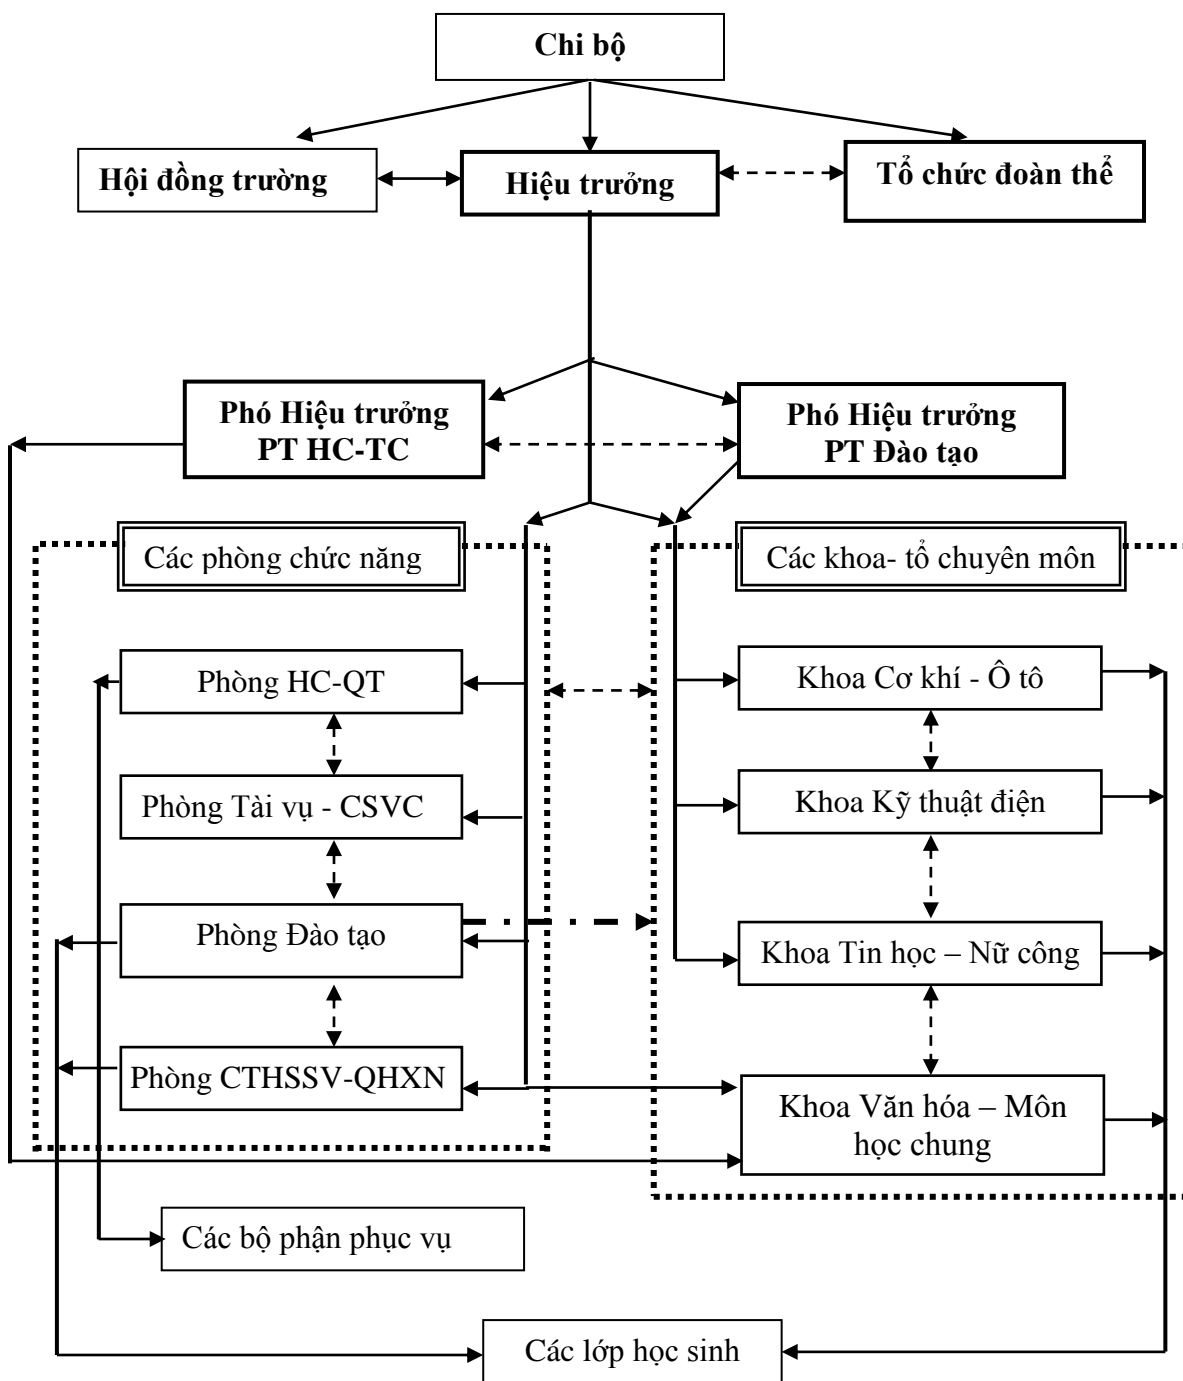 Chi bộ
Hội đồng trường
Hiệu trưởng
Tổ chức đoàn thể
Phó Hiệu trưởng
PT HC-TC
Phó Hiệu trưởng
PT Đào tạo
Các phòng chức năng
Các khoa- tổ chuyên môn
Phòng HC-QT
Khoa Cơ khí - Ô tô
Phòng Tài vụ - CSVC
Khoa Kỹ thuật điện
Phòng Đào tạo
Khoa Tin học – Nữ công
Phòng CTHSSV-QHXN
Khoa Văn hóa – Môn
học chung
Các bộ phận phục vụ
Các lớp học sinh